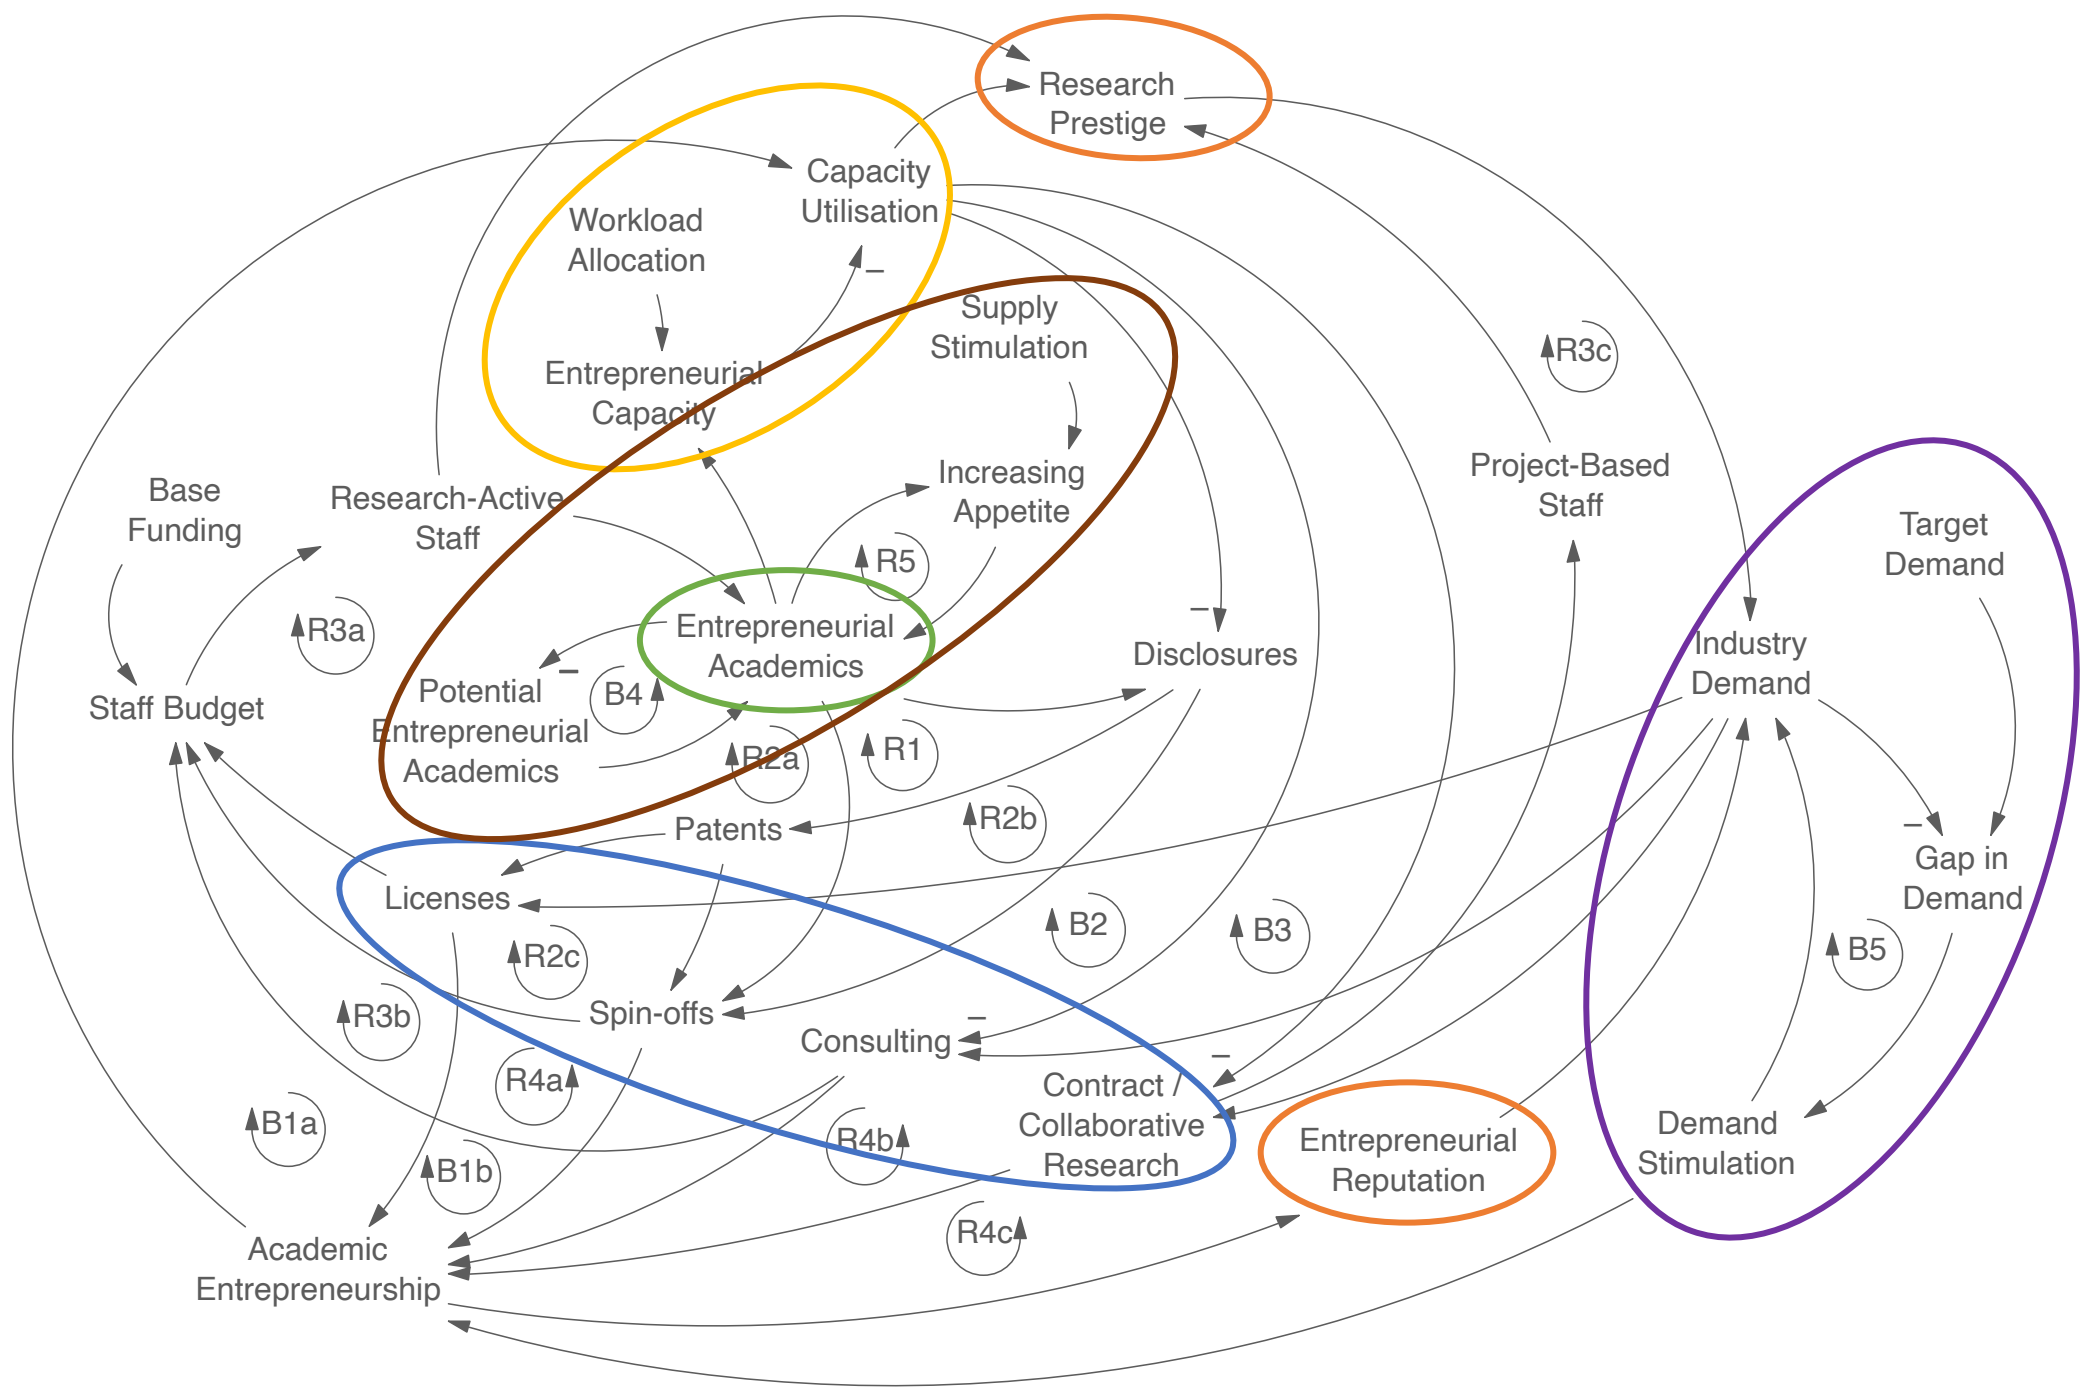 Research
Prestige
Capacity
Utilisation
Workload
Allocation
–
Supply
Stimulation
R3c
Entrepreneurial
Capacity
Increasing
Appetite
Project-Based
Staff
Base
Funding
Research-Active
Staff
Target
Demand
R5
–
R3a
Entrepreneurial
Academics
Disclosures
Industry
Demand
–
Potential
Entrepreneurial
Academics
B4
Staff Budget
R2a
R1
R2b
Patents
–
Gap in
Demand
Licenses
B2
B3
B5
R2c
R3b
Spin-offs
–
Consulting
–
R4a
Contract /
Collaborative
Research
B1a
B1b
R4b
Entrepreneurial
Reputation
Demand
Stimulation
R4c
Academic
Entrepreneurship